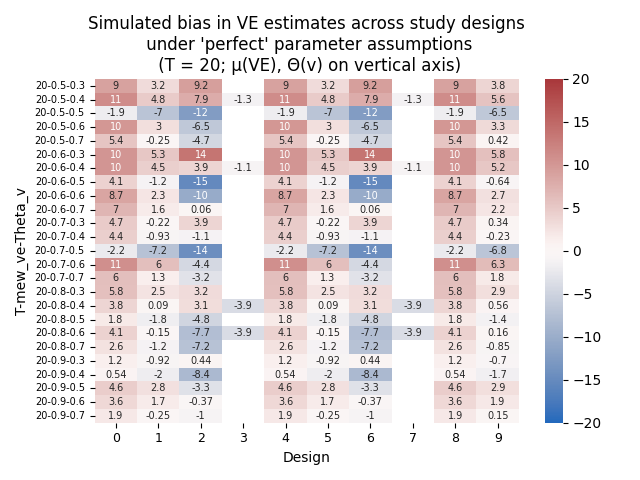 Simulated bias in VE estimates across study designs
under 'perfect' parameter assumptions
(T = 20; μ(VE), Θ(v) on vertical axis)
T-mew_ve-Theta_v
20-0.5-0.3 9 3.2 9.2 9 3.2 9.2 9 3.8
20-0.5-0.4 11 4.8 7.9 -1.3 11 4.8 7.9 -1.3 11 5.6
20-0.5-0.5 -1.9 -7 -12 -1.9 -7 -12 -1.9 -6.5
20-0.5-0.6 10 3 -6.5 10 3 -6.5 10 3.3
20-0.5-0.7 5.4 -0.25 -4.7 5.4 -0.25 -4.7 5.4 0.42
20-0.6-0.3 10 5.3 14 10 5.3 14 10 5.8
20-0.6-0.4 10 4.5 3.9 -1.1 10 4.5 3.9 -1.1 10 5.2
20-0.6-0.5 4.1 -1.2 -15 4.1 -1.2 -15 4.1 -0.64
20-0.6-0.6 8.7 2.3 -10 8.7 2.3 -10 8.7 2.7
20-0.6-0.7 7 1.6 0.06 7 1.6 0.06 7 2.2
20-0.7-0.3 4.7 -0.22 3.9 4.7 -0.22 3.9 4.7 0.34
20-0.7-0.4 4.4 -0.93 -1.1 4.4 -0.93 -1.1 4.4 -0.23
20-0.7-0.5 -2.2 -7.2 -14 -2.2 -7.2 -14 -2.2 -6.8
20-0.7-0.6 11 6 -4.4 11 6 -4.4 11 6.3
20-0.7-0.7 6 1.3 -3.2 6 1.3 -3.2 6 1.8
20-0.8-0.3 5.8 2.5 3.2 5.8 2.5 3.2 5.8 2.9
20-0.8-0.4 3.8 0.09 3.1 -3.9 3.8 0.09 3.1 -3.9 3.8 0.56
20-0.8-0.5 1.8 -1.8 -4.8 1.8 -1.8 -4.8 1.8 -1.4
20-0.8-0.6 4.1 -0.15 -7.7 -3.9 4.1 -0.15 -7.7 -3.9 4.1 0.16
20-0.8-0.7 2.6 -1.2 -7.2 2.6 -1.2 -7.2 2.6 -0.85
20-0.9-0.3 1.2 -0.92 0.44 1.2 -0.92 0.44 1.2 -0.7
20-0.9-0.4 0.54 -2 -8.4 0.54 -2 -8.4 0.54 -1.7
20-0.9-0.5 4.6 2.8 -3.3 4.6 2.8 -3.3 4.6 2.9
20-0.9-0.6 3.6 1.7 -0.37 3.6 1.7 -0.37 3.6 1.9
20-0.9-0.7 1.9 -0.25 -1 1.9 -0.25 -1 1.9 0.15
0 1 2 3 4 5 6 7 8 9
Design
20
15
10
5
0
−5
−10
−15
−20